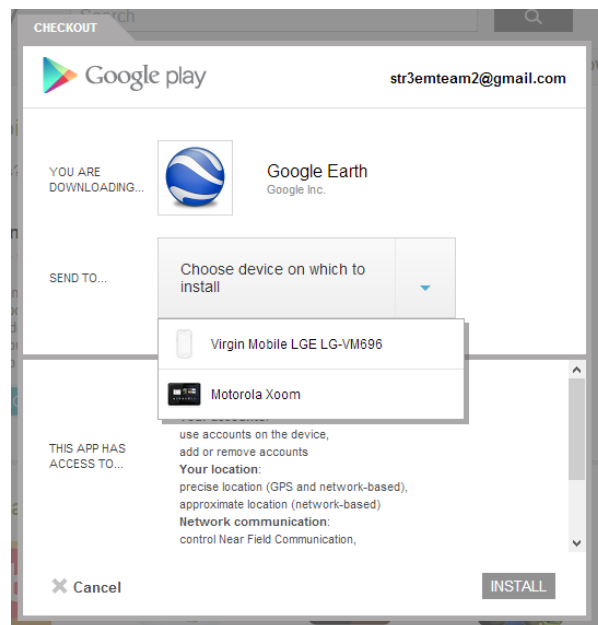 Search
CHECKOUT
Google play
str3emteam2@gmail.com
YOU ARE
DOWNLOADING...
Google Earth
Google Inc.
SEND TO...
Choose device on which to
install
Virgin Mobile LGE LG-VM696
Motorola Xoom
THIS APP HAS
ACCESS TO...
Your accounts:
use accounts on the device,
add or remove accounts
Your location:
precise location (GPS and network-based),
approximate location (network-based)
Network communication:
control Near Field Communication,
Cancel
INSTALL